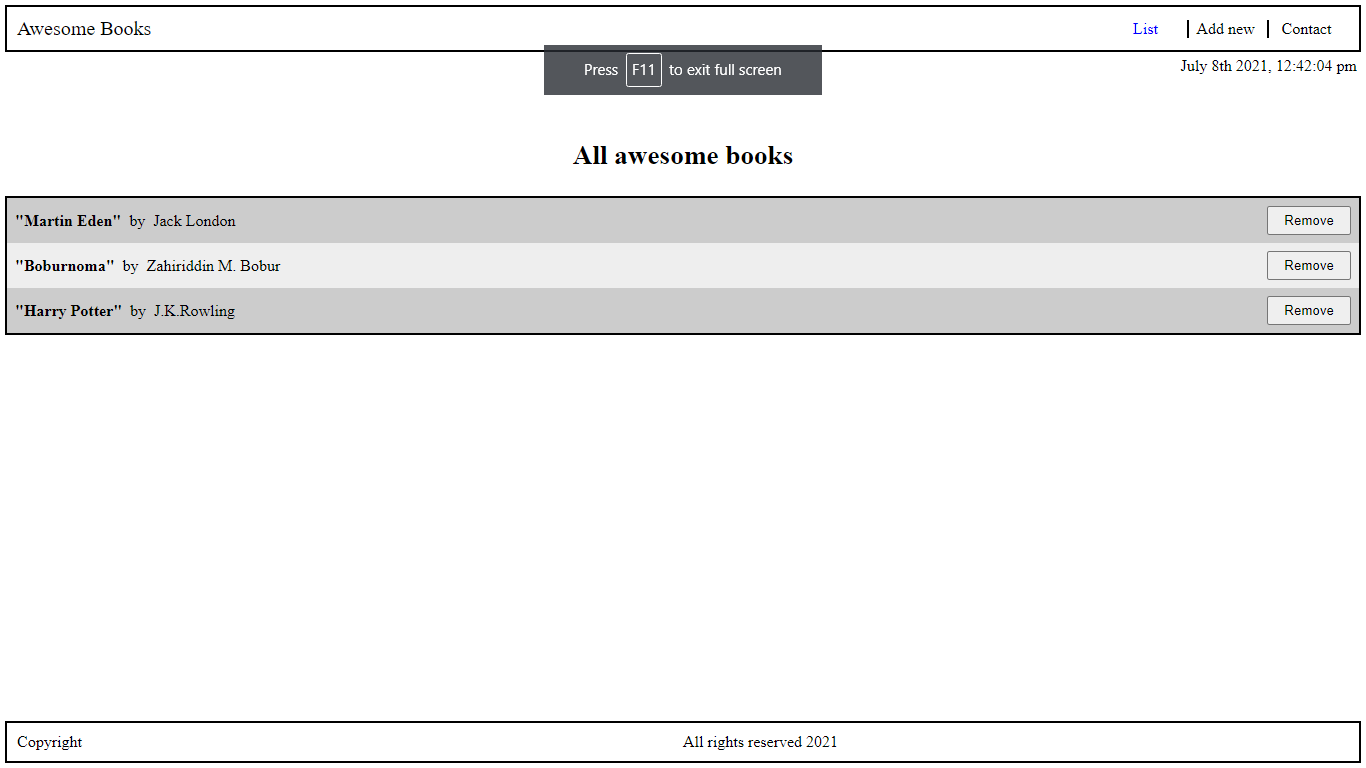 Awesome Books List Add new Contact
Press F11 to exit full screen
July 8th 2021, 12:42:04 pm
All awesome books
"Martin Eden" by Jack London Remove
"Boburnoma" by Zahiriddin M. Bobur Remove
"Harry Potter" by J.K.Rowling Remove
Copyright All rights reserved 2021